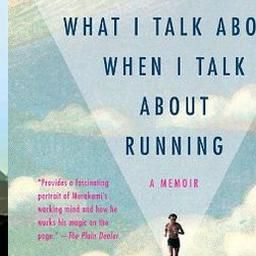 WHAT I TALK ABO
WHEN I TALK
ABOUT
RUNNING
A MEMOIR
"Provides a fascinating
portrait of Murakami's
working mind and how he
works his magic on the
page." —The Plain Dealer